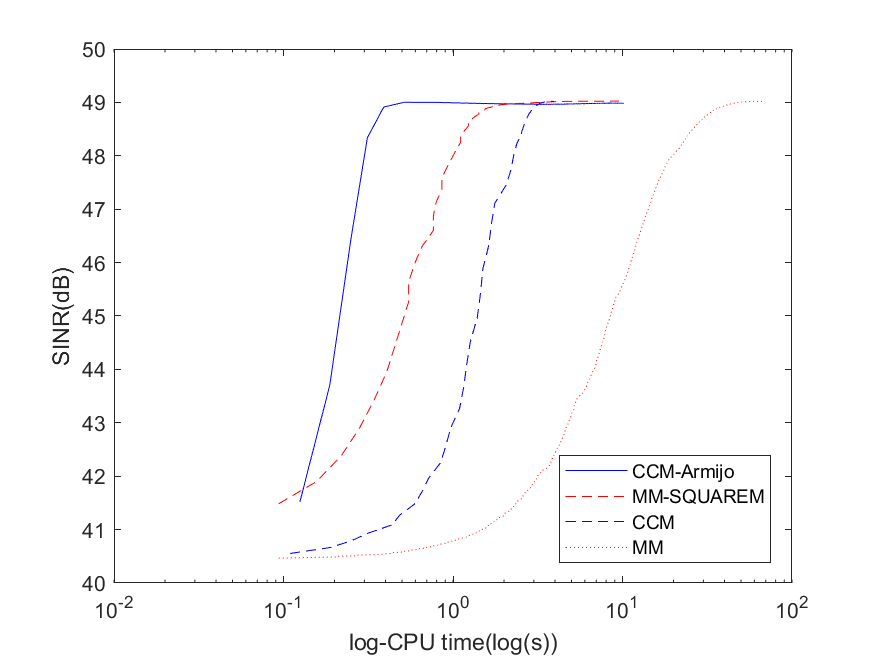 50
49
48
47
46
45
44
43
42
41
40
SINR(dB)
10^-2
10^-1
10^0
10^1
10^2
log-CPU time(log(s))
CCM-Armijo
MM-SQUAREM
CCM
MM